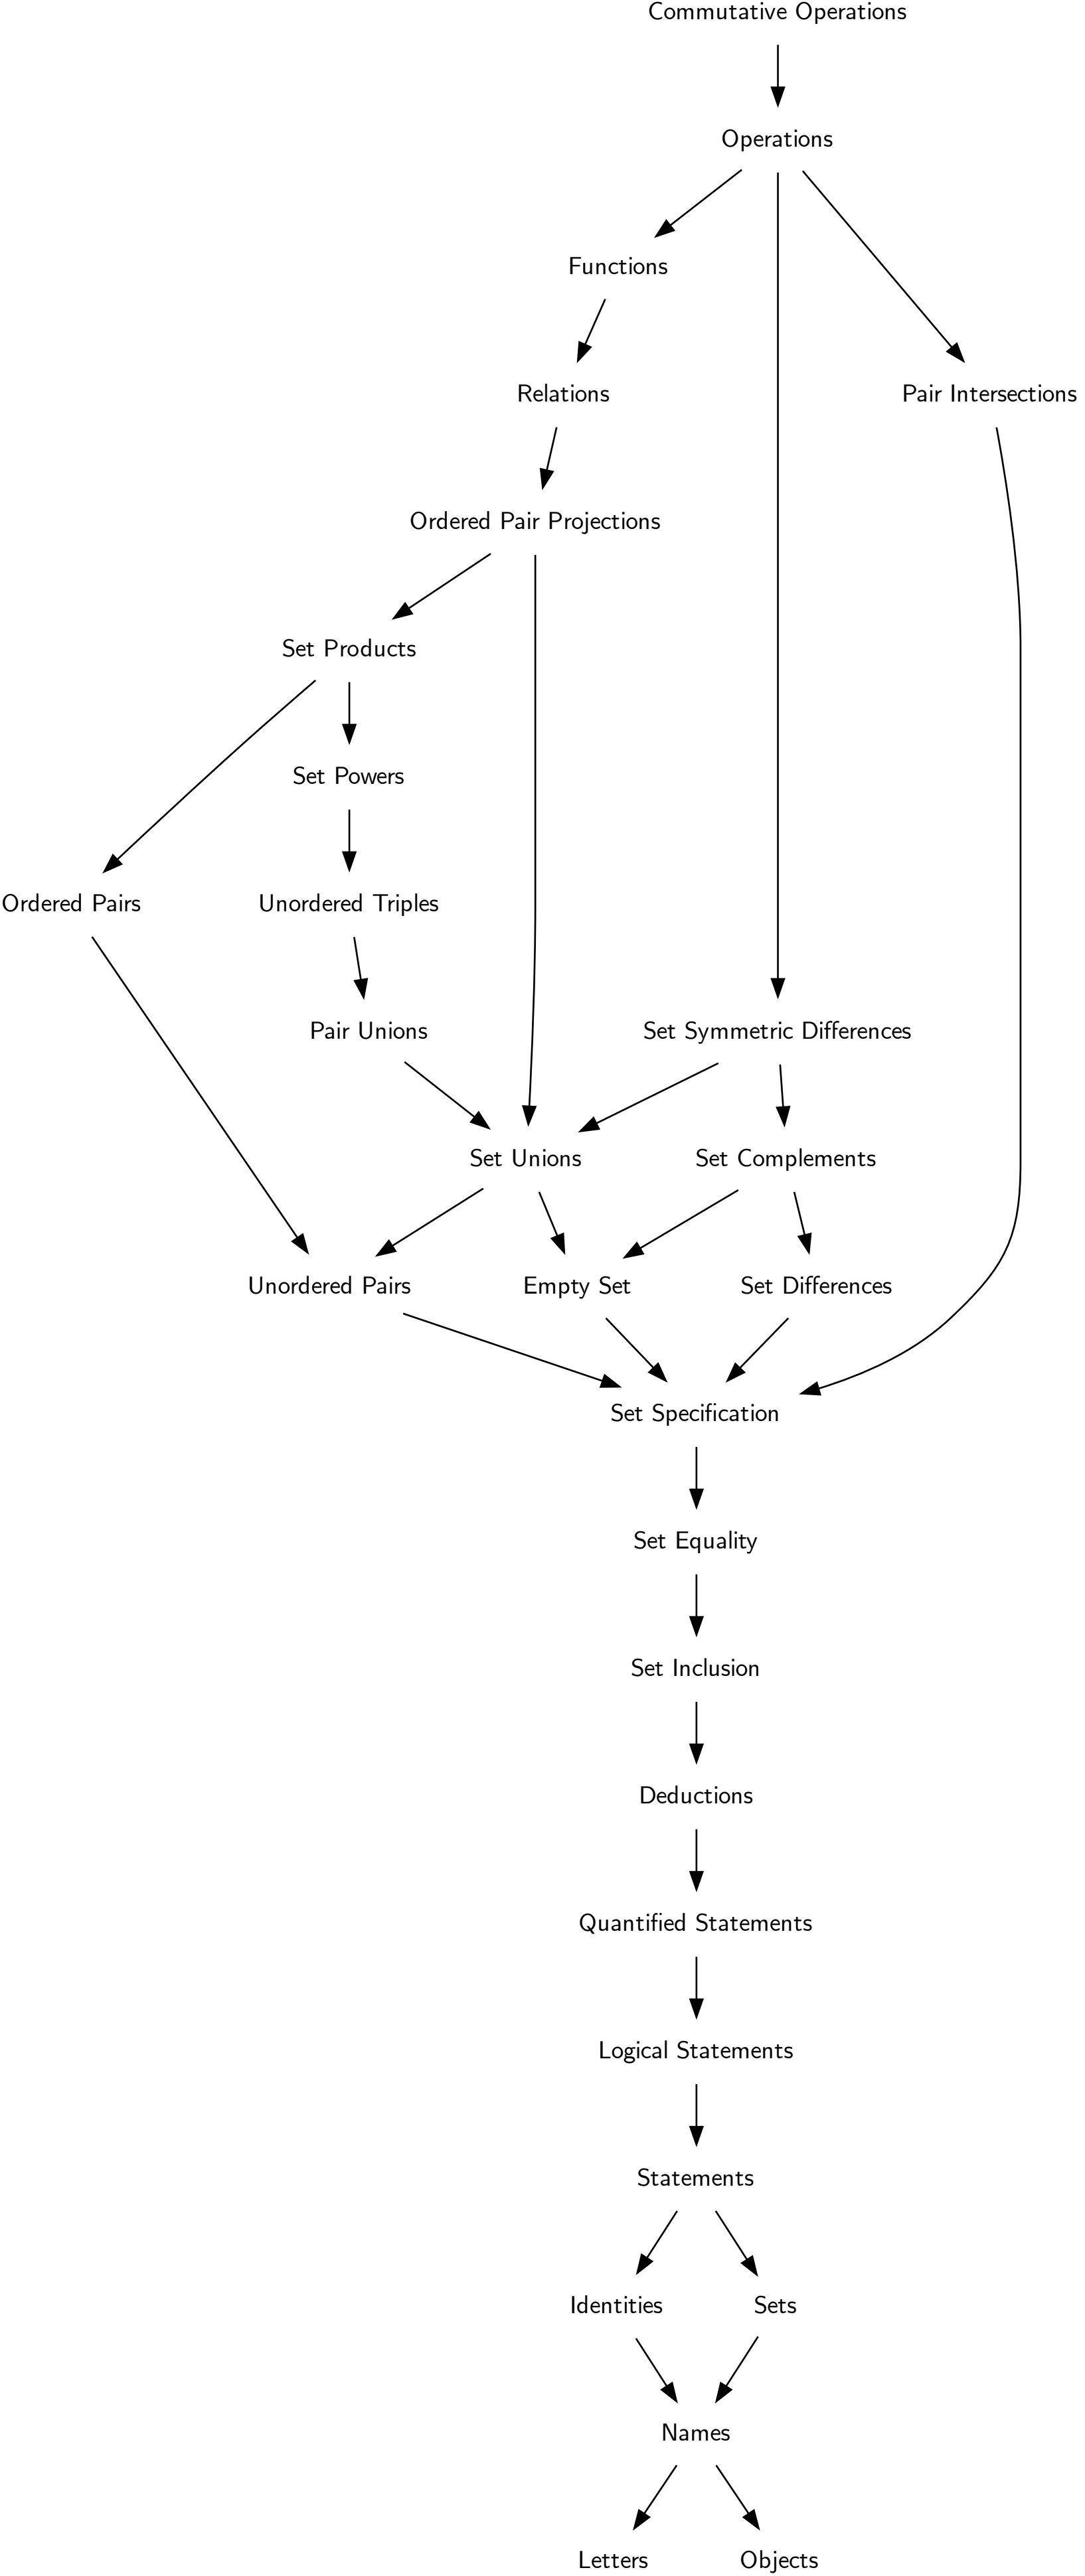 Commutative Operations
Operations
Functions
Relations
Pair Intersections
Ordered Pair Projections
Set Products
Set Powers
Ordered Pairs
Unordered Triples
Pair Unions
Set Symmetric Differences
Set Unions
Set Complements
Unordered Pairs
Empty Set
Set Differences
Set Specification
Set Equality
Set Inclusion
Deductions
Quantified Statements
Logical Statements
Statements
Identities
Sets
Names
Letters
Objects